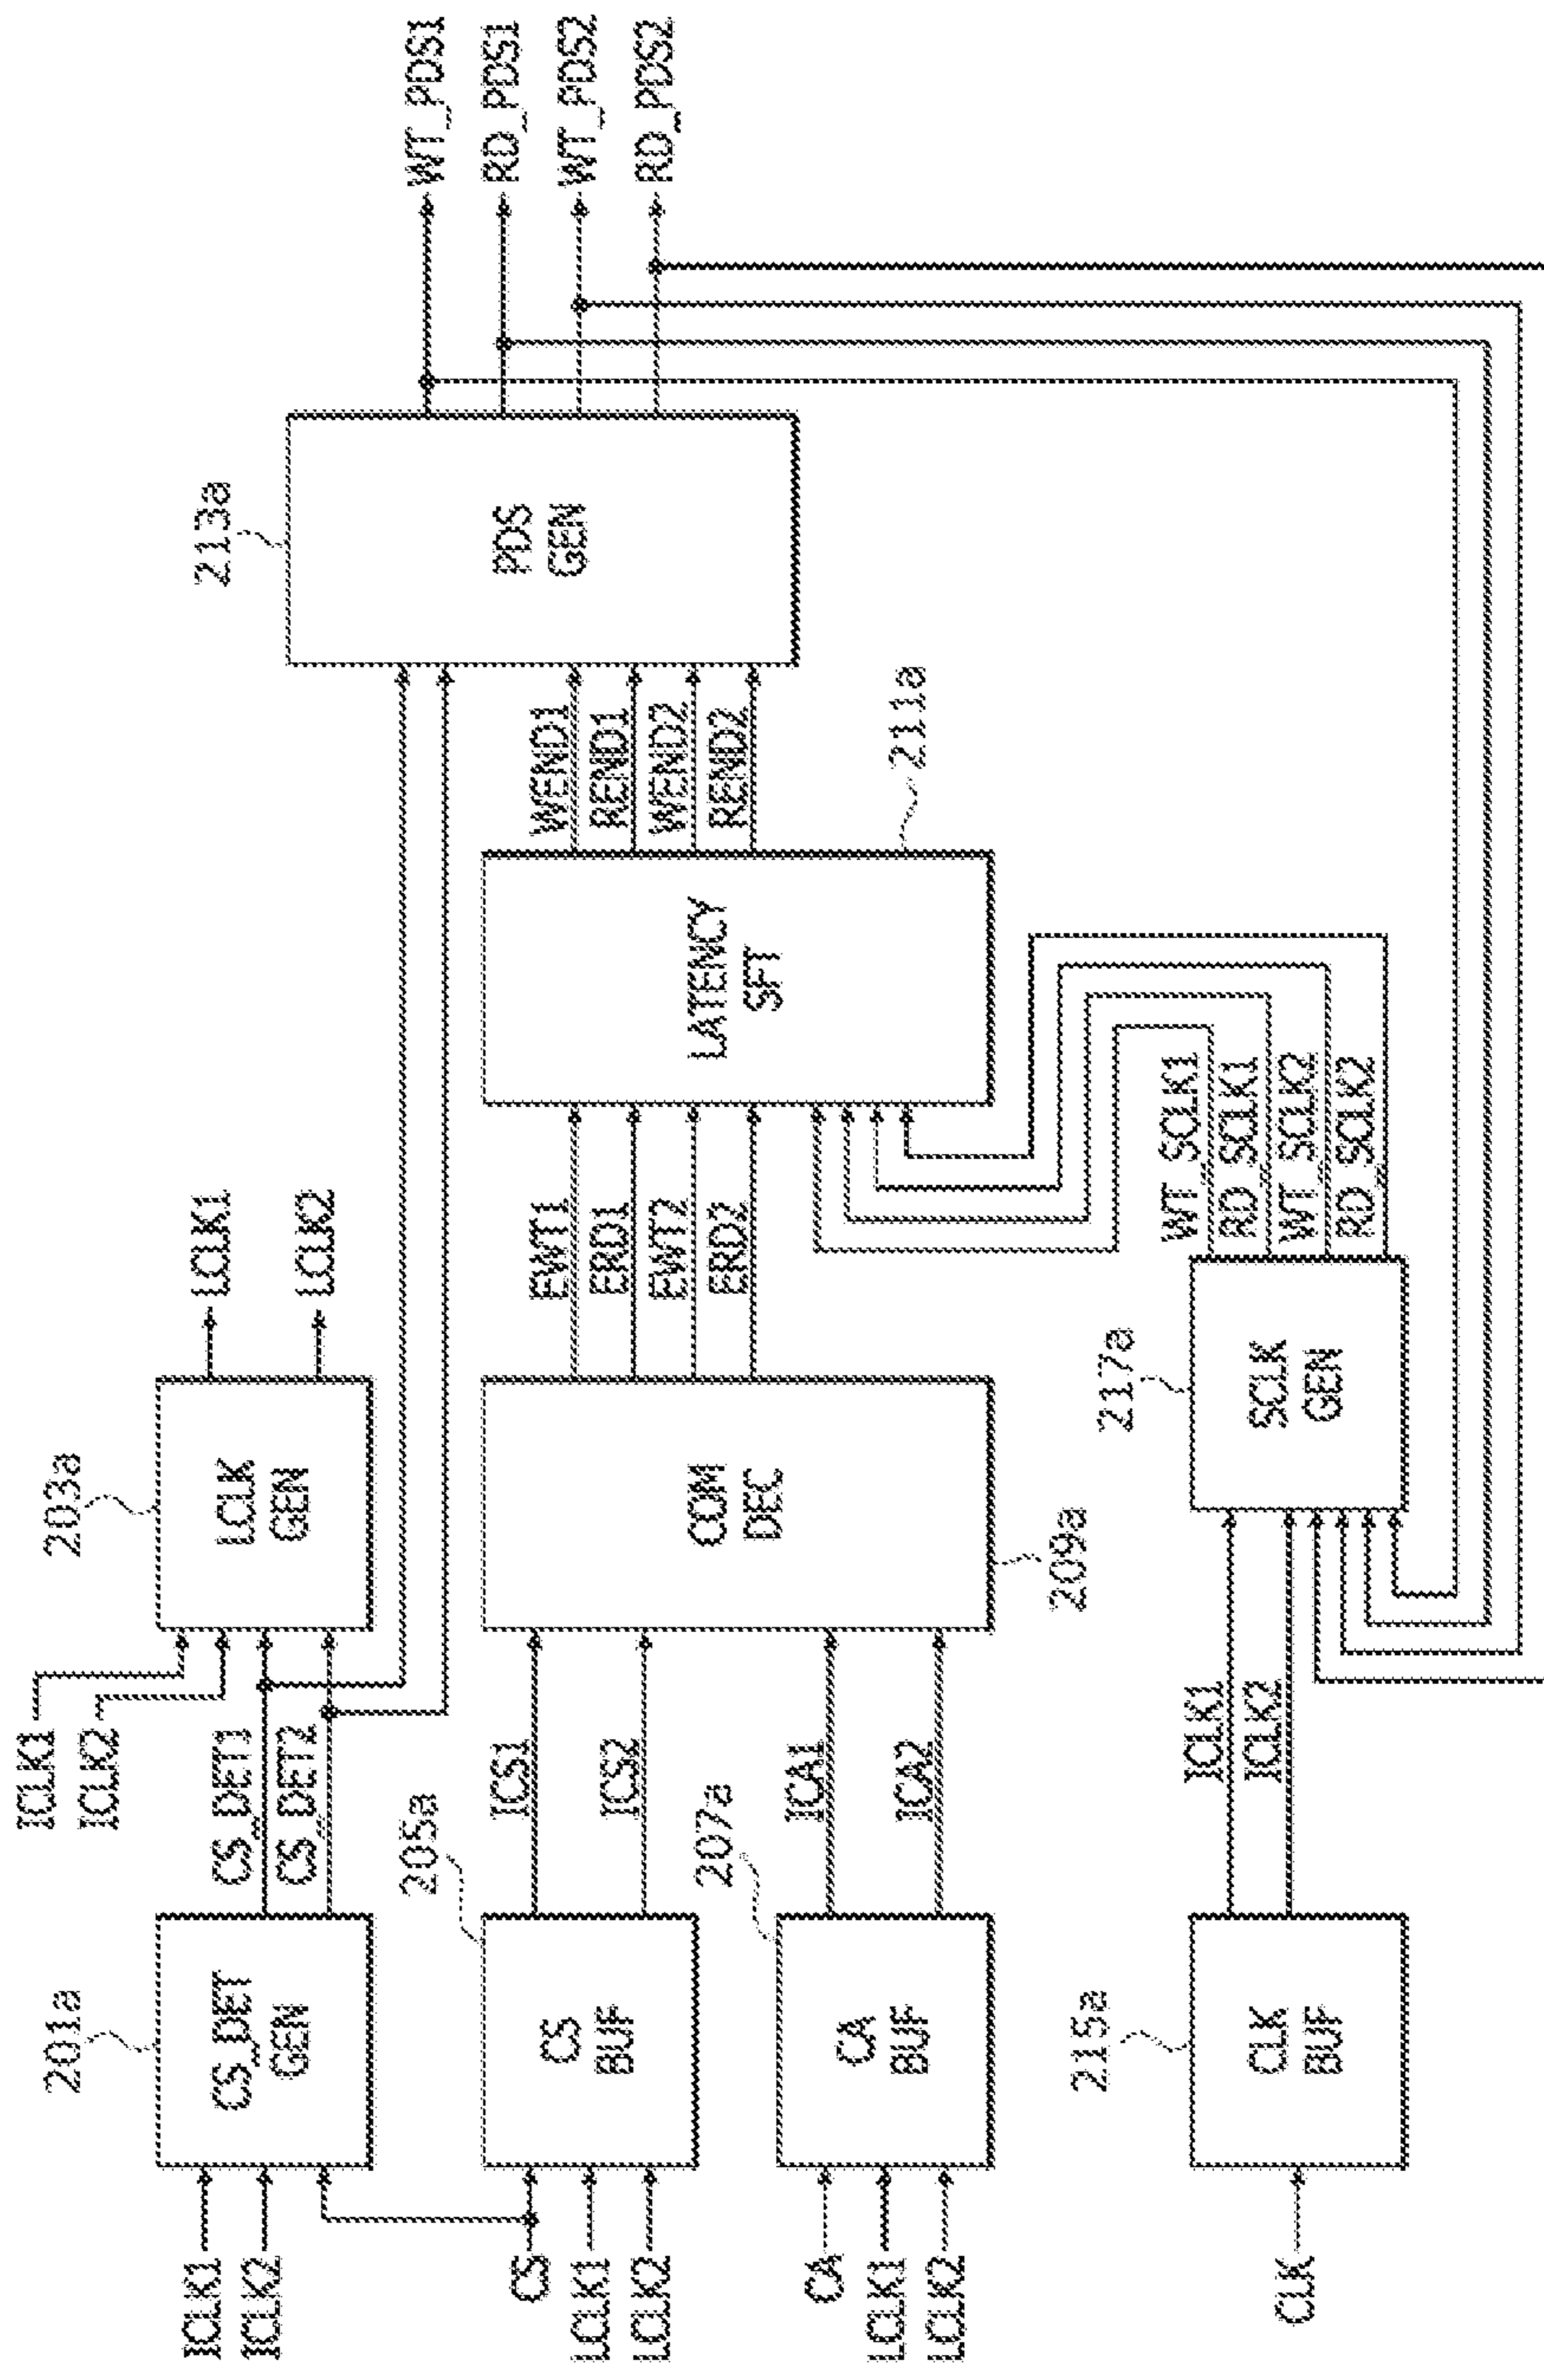 ICLK1
ICLK2
201a
CS_DET
GEN
CS_DET1
CS_DET2
ICLK1
ICLK2
203a
LCLK
GEN
LCLK1
LCLK2
CS
LCLK1
LCLK2
205a
CS
BUF
ICS1
ICS2
CA
LCLK1
LCLK2
207a
CA
BUF
ICA1
ICA2
COM
DEC
209a
EWT1
ERD1
EWT2
ERD2
LATENCY
SFT
211a
WEND1
REND1
WEND2
REND2
213a
PDS
GEN
WT_PDS1
RD_PDS1
WT_PDS2
RD_PDS2
CLK
215a
CLK
BUF
ICLK1
ICLK2
217a
SCLK
GEN
WT_SCLK1
RD_SCLK1
WT_SCLK2
RD_SCLK2